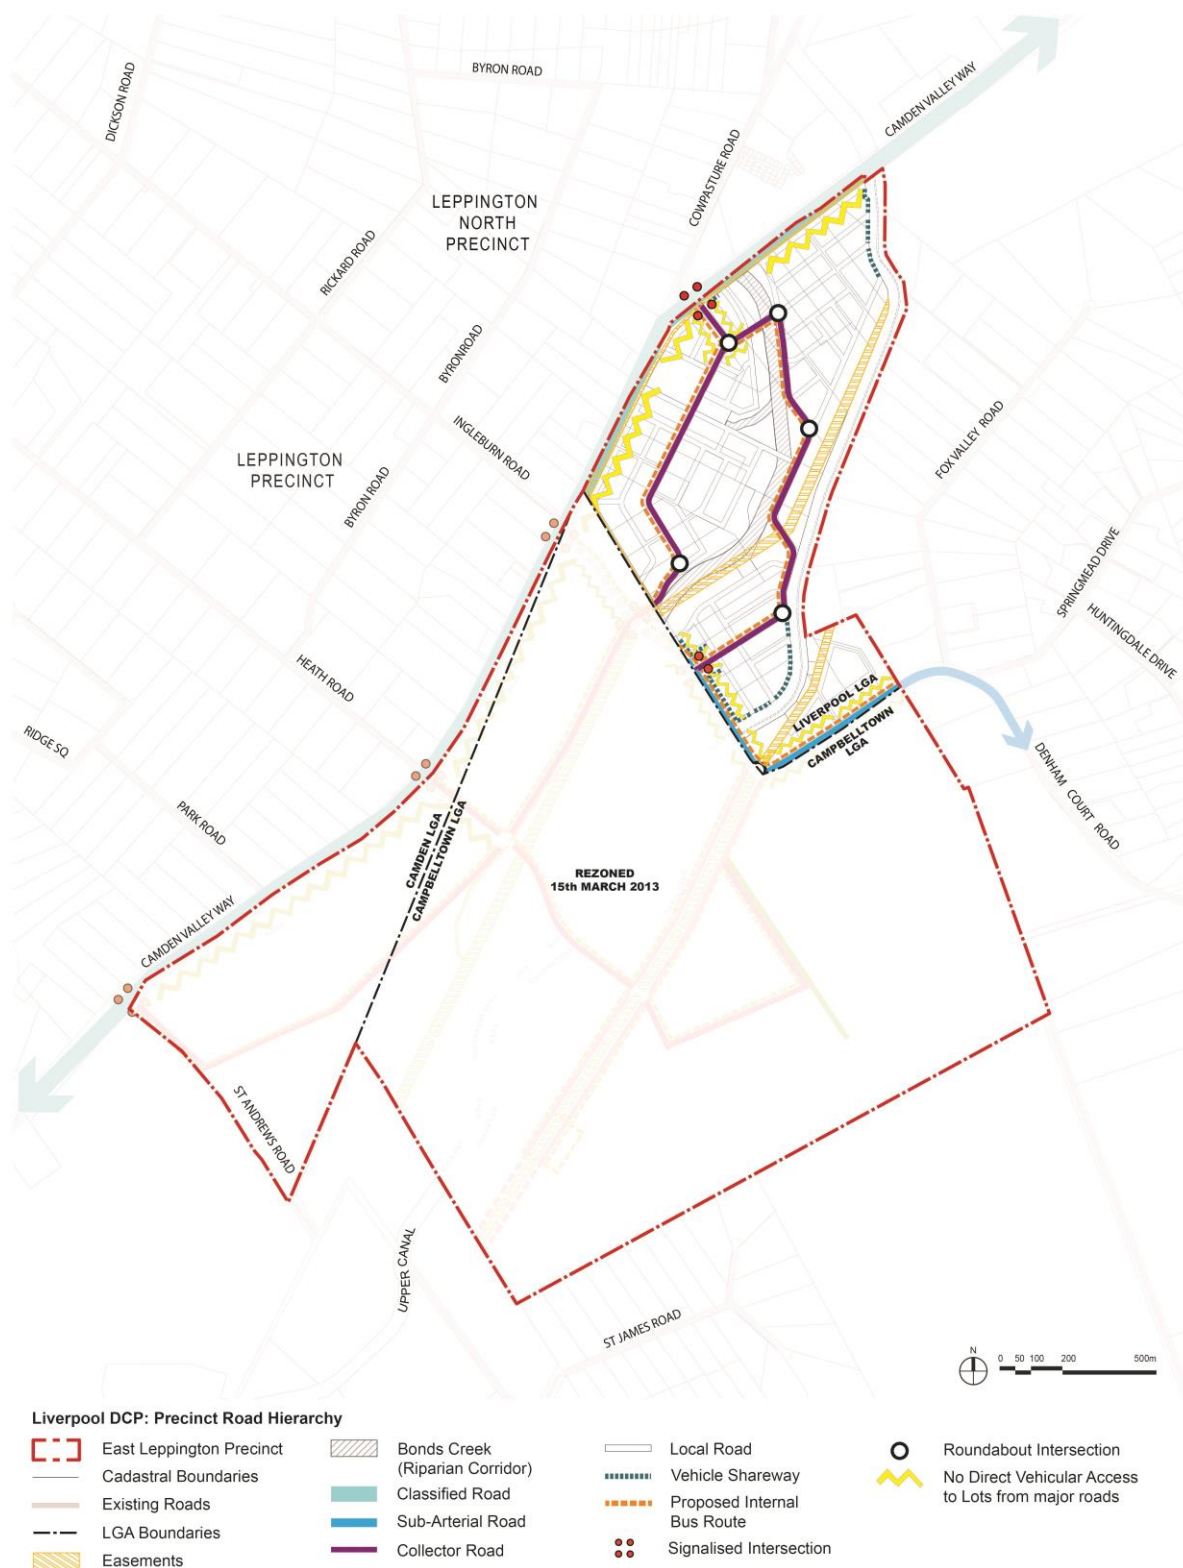 BYRON ROAD
DICKSON ROAD
CAMDEN VALLEY WAY
COWPASTURE ROAD
LEPPINGTON
NORTH
PRECINCT
RICKARD ROAD
BYRONROAD
INGLEBURN ROAD
FOX VALLEY ROAD
LEPPINGTON
PRECINCT
BYRON ROAD
SPRINGMEAD DRIVE
HUNTINGDALE DRIVE
HEATH ROAD
LIVERPOOL LGA
CAMPBELLTOWN
LGA
RIDGE SQ
DENHAM COURT ROAD
PARK ROAD
CAMDEN LGA
CAMPBELLTOWN LGA
REZONED
15th MARCH 2013
CAMDEN VALLEY WAY
ST ANDREWS ROAD
UPPER CANAL
ST JAMES ROAD
N
0 50 100 200 500m
Liverpool DCP: Precinct Road Hierarchy
East Leppington Precinct
Cadastral Boundaries
Existing Roads
LGA Boundaries
Easements
Bonds Creek
(Riparian Corridor)
Classified Road
Sub-Arterial Road
Collector Road
Local Road
Vehicle Shareway
Proposed Internal
Bus Route
Signalised Intersection
Roundabout Intersection
No Direct Vehicular Access
to Lots from major roads